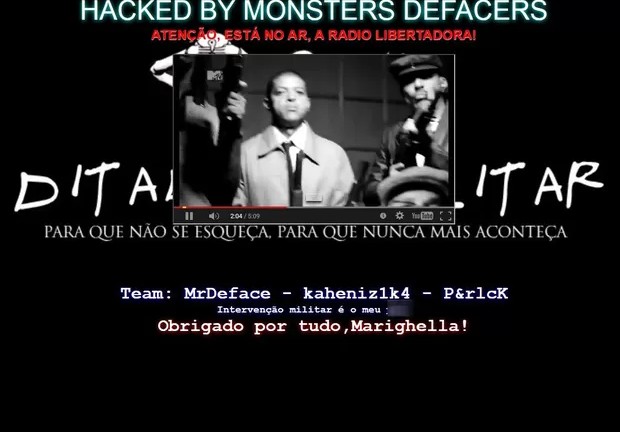 HACKED BY MONSTERS DEFACERS
ATENÇÃO, ESTÁ NO AR, A RADIO LIBERTADORA!
2:04 / 5:09
YouTube
PARA QUE NÃO SE ESQUEÇA, PARA QUE NUNCA MAIS ACONTEÇA
Team: MrDeface - kaheniz1k4 - P&rlcK
Intervenção militar é o meu
Obrigado por tudo,Marighella!